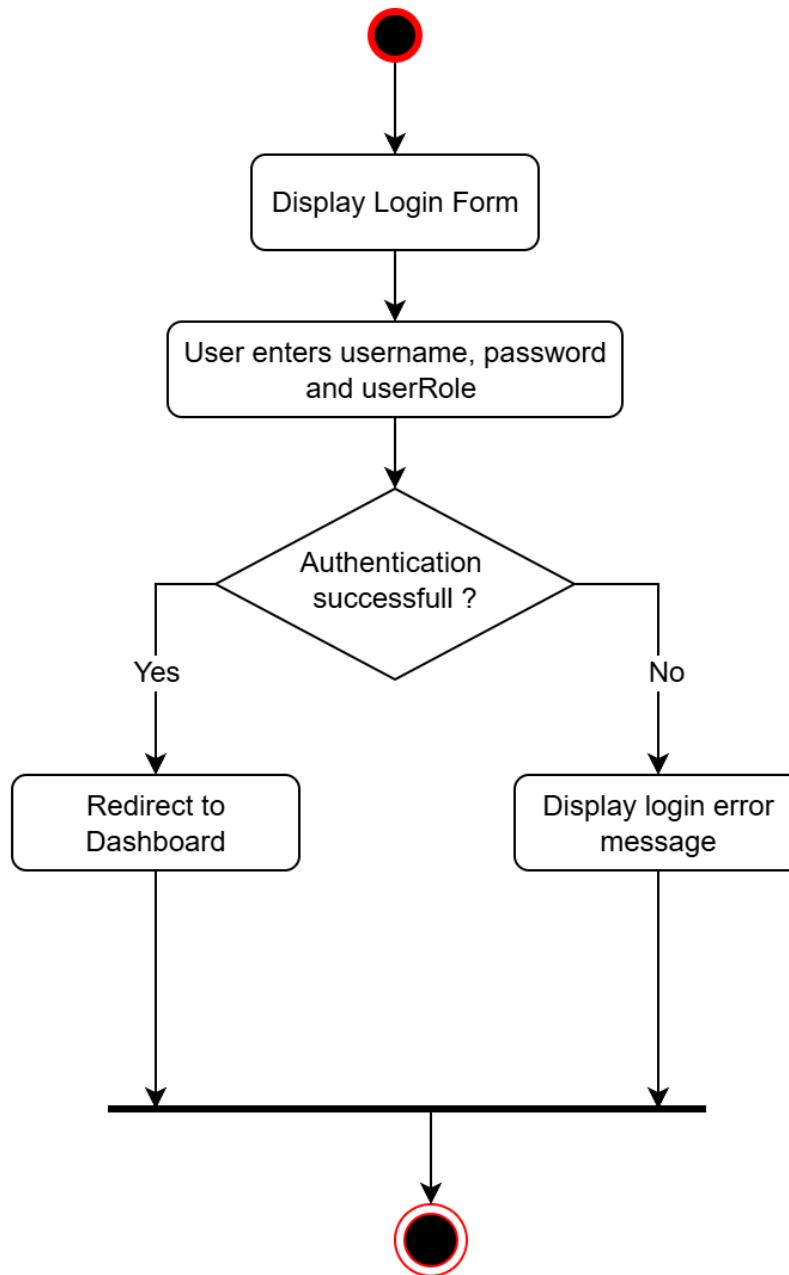 Display Login Form
User enters username, password
and userRole
Authentication
successfull ?
Yes
No
Redirect to
Dashboard
Display login error
message